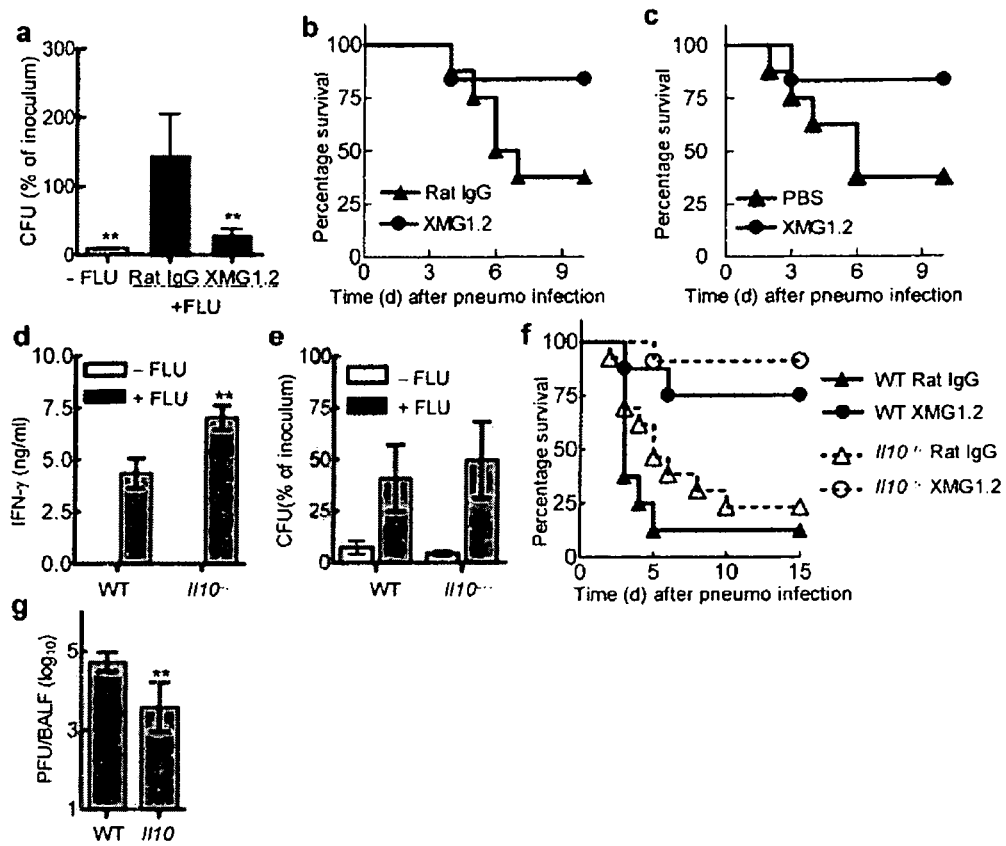 a
300
200
100
0
CFU (% of inoculum)
**
**
- FLU
Rat IgG
XMG1.2
+FLU
b
100
75
50
25
0
Percentage survival
Rat IgG
XMG1.2
0
3
6
9
Time (d) after pneumo infection
c
100
75
50
25
0
Percentage survival
PBS
XMG1.2
0
3
6
9
Time (d) after pneumo infection
d
10.0
7.5
5.0
2.5
0.0
IFN-γ (ng/ml)
- FLU
+ FLU
**
WT
Il10
e
100
75
50
25
0
CFU(% of inoculum)
- FLU
+ FLU
WT
Il10
f
100
75
50
25
0
Percentage survival
0
5
10
15
Time (d) after pneumo infection
WT Rat IgG
WT XMG1.2
Il10 Rat IgG
Il10 XMG1.2
g
5
3
1
PFU/BALF (log10)
**
WT
Il10